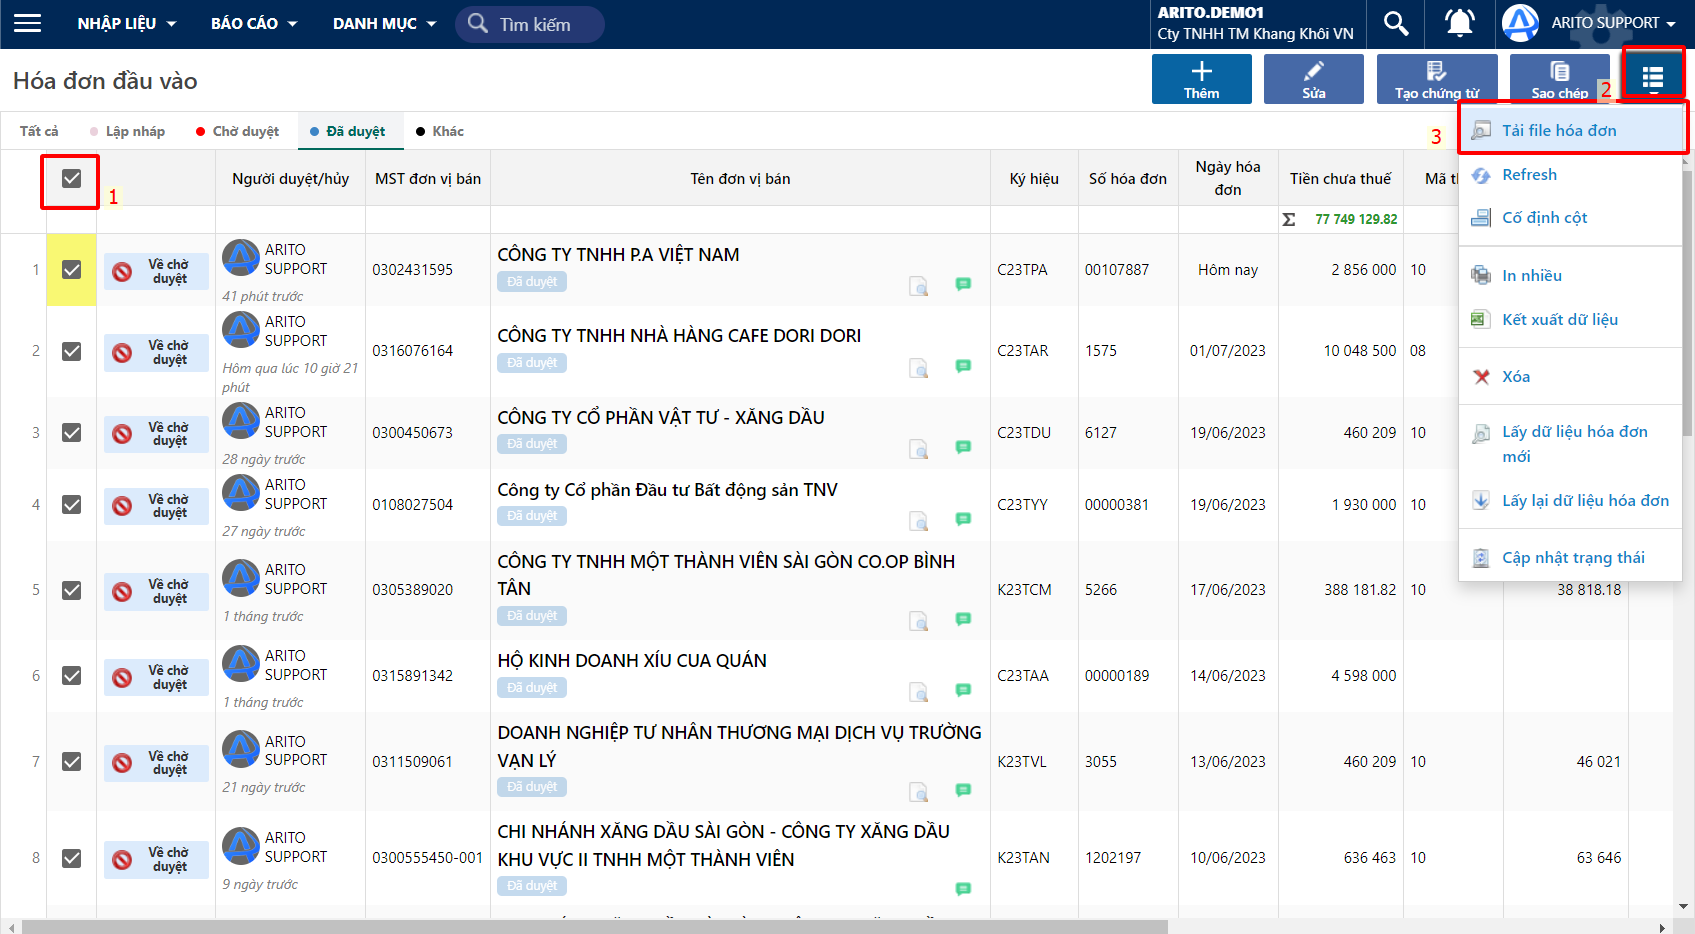 NHẬP LIỆU
BÁO CÁO
DANH MỤC
Tìm kiếm
ARITO.DEMO1
Cty TNHH TM Khang Khôi VN
ARITO SUPPORT
Hóa đơn đầu vào
Thêm
Sửa
Tạo chứng từ
Sao chép
2
Tất cả
Lập nháp
Chờ duyệt
Đã duyệt
Khác
3
Tải file hóa đơn
Refresh
Cố định cột
In nhiều
Kết xuất dữ liệu
Xóa
Lấy dữ liệu hóa đơn
mới
Lấy lại dữ liệu hóa đơn
Cập nhật trạng thái
1
Người duyệt/hủy
MST đơn vị bán
Tên đơn vị bán
Ký hiệu
Số hóa đơn
Ngày hóa
đơn
Tiền chưa thuế
Σ 77 749 129.82
1
Về chờ
duyệt
ARITO
SUPPORT
41 phút trước
0302431595
CÔNG TY TNHH P.A VIỆT NAM
Đã duyệt
C23TPA
00107887
Hôm nay
2 856 000
10
2
Về chờ
duyệt
ARITO
SUPPORT
Hôm qua lúc 10 giờ 21
phút
0316076164
CÔNG TY TNHH NHÀ HÀNG CAFE DORI DORI
Đã duyệt
C23TAR
1575
01/07/2023
10 048 500
08
3
Về chờ
duyệt
ARITO
SUPPORT
28 ngày trước
0300450673
CÔNG TY CỔ PHẦN VẬT TƯ - XĂNG DẦU
Đã duyệt
C23TDU
6127
19/06/2023
460 209
10
4
Về chờ
duyệt
ARITO
SUPPORT
27 ngày trước
0108027504
Công ty Cổ phần Đầu tư Bất động sản TNV
Đã duyệt
C23TYY
00000381
19/06/2023
1 930 000
10
5
Về chờ
duyệt
ARITO
SUPPORT
1 tháng trước
0305389020
CÔNG TY TNHH MỘT THÀNH VIÊN SÀI GÒN CO.OP BÌNH
TÂN
Đã duyệt
K23TCM
5266
17/06/2023
388 181.82
10
38 818.18
6
Về chờ
duyệt
ARITO
SUPPORT
1 tháng trước
0315891342
HỘ KINH DOANH XÍU CUA QUÁN
Đã duyệt
C23TAA
00000189
14/06/2023
4 598 000
7
Về chờ
duyệt
ARITO
SUPPORT
21 ngày trước
0311509061
DOANH NGHIỆP TƯ NHÂN THƯƠNG MẠI DỊCH VỤ TRƯỜNG
VẠN LÝ
Đã duyệt
K23TVL
3055
13/06/2023
460 209
10
46 021
8
Về chờ
duyệt
ARITO
SUPPORT
9 ngày trước
0300555450-001
CHI NHÁNH XĂNG DẦU SÀI GÒN - CÔNG TY XĂNG DẦU
KHU VỰC II TNHH MỘT THÀNH VIÊN
Đã duyệt
K23TAN
1202197
10/06/2023
636 463
10
63 646